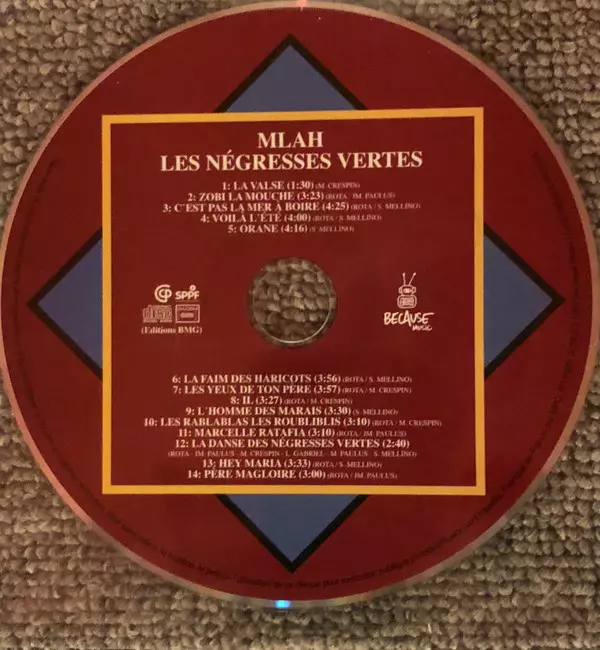 MLAH
LES NÉGRESSES VERTES
1: LA VALSE (1:30) (M. CRESPIN)
2: ZOBI LA MOUCHE (3:23) (ROTA - JM. PAULUS)
3: C'EST PAS LA MER À BOIRE (4:25) (ROTA / S. MELLINO)
4: VOILÀ L'ÉTÉ (4:00) (ROTA / S. MELLINO)
5: ORANE (4:16) (S. MELLINO)
SPPF
(Editions BMG)
BECAUSE
MUSIC
6: LA FAIM DES HARICOTS (3:56) (ROTA / S. MELLINO)
7: LES YEUX DE TON PÈRE (3:57) (ROTA / M. CRESPIN)
8: IL (3:27) (ROTA / M. CRESPIN)
9: L'HOMME DES MARAIS (3:30) (S. MELLINO)
10: LES RABLABLAS LES ROUBLIBLIS (3:10) (ROTA / M. CRESPIN)
11: MARCELLE RATAFIA (3:10) (ROTA / JM. PAULUS)
12: LA DANSE DES NÉGRESSES VERTES (2:40)
(ROTA - JM. PAULUS - M. CRESPIN - L. GABRIEL - M. PAULUS - S. MELLINO)
13: HEY MARIA (3:33) (ROTA / S. MELLINO)
14: PÈRE MAGLOIRE (3:00) (ROTA / JM. PAULUS)